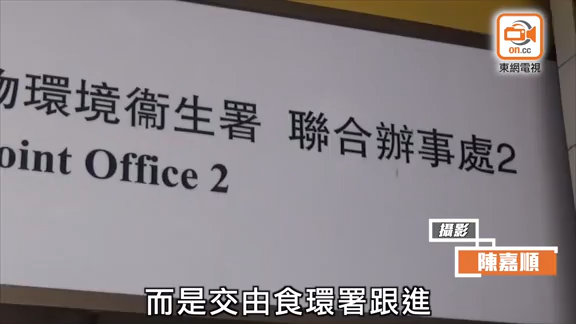 on.cc
東網電視
物環境衞生署 聯合辦事處2
oint Office 2
攝影
陳嘉順
而是交由食環署跟進